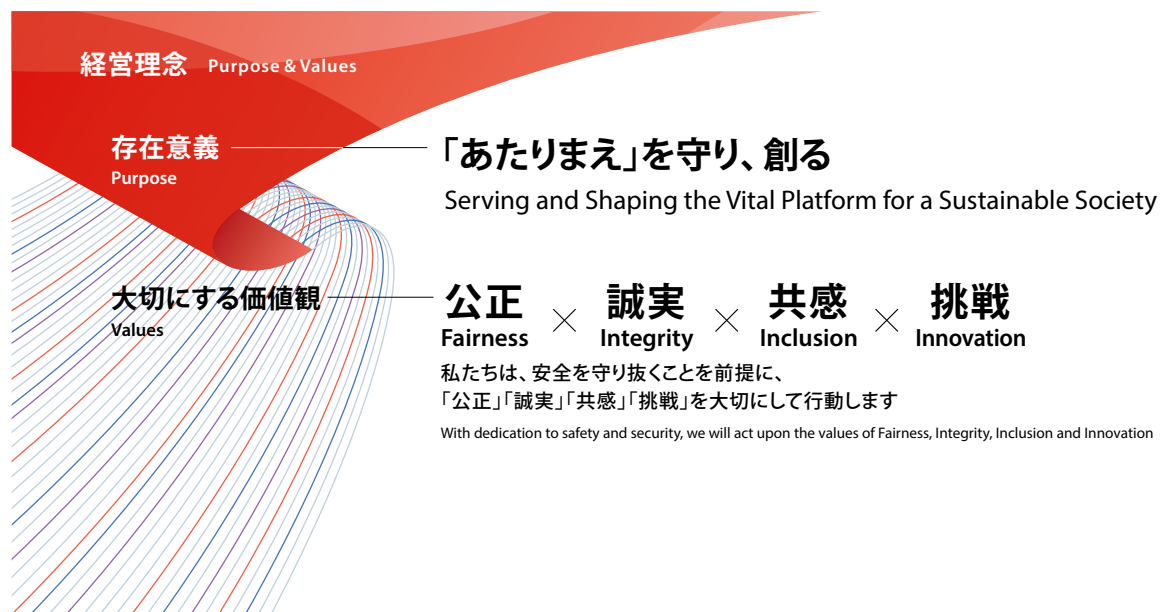 経営理念 Purpose & Values
存在意義
Purpose
「あたりまえ」を守り、創る
Serving and Shaping the Vital Platform for a Sustainable Society
大切にする価値観
Values
公正 × 誠実 × 共感 × 挑戦
Fairness Integrity Inclusion Innovation
私たちは、安全を守り抜くことを前提に、
「公正」「誠実」「共感」「挑戦」を大切にして行動します
With dedication to safety and security, we will act upon the values of Fairness, Integrity, Inclusion and Innovation